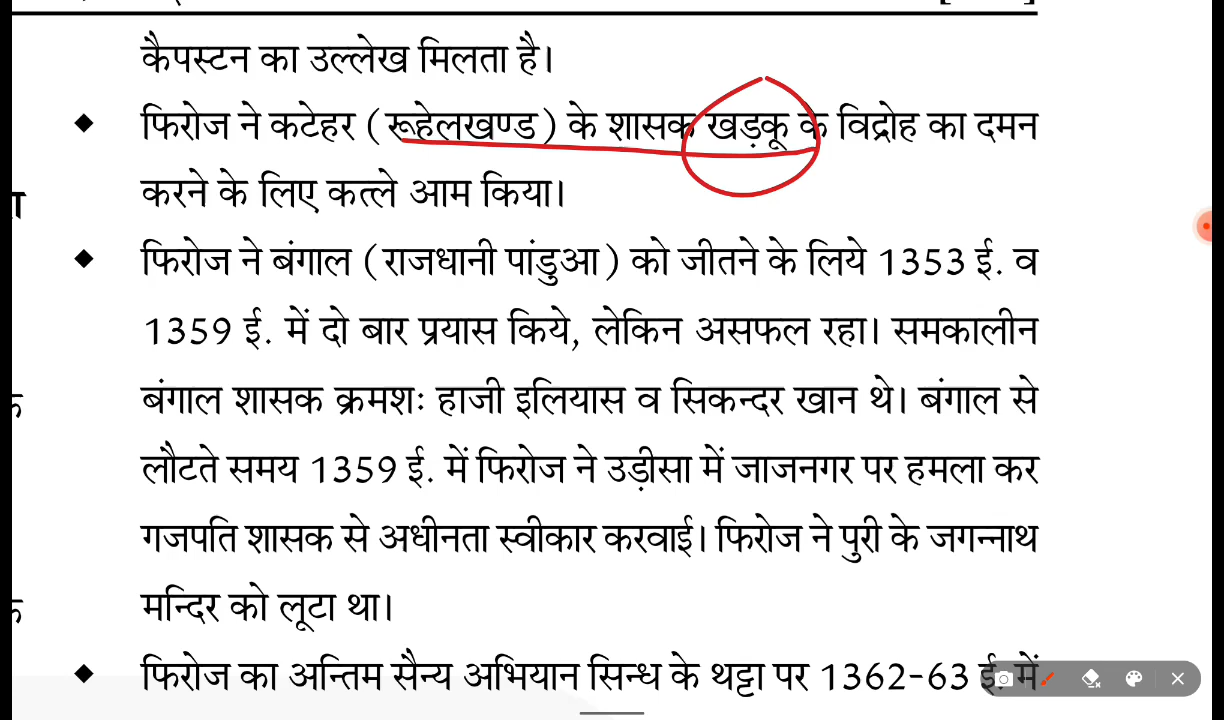 कैपस्टन का उल्लेख मिलता है।
◆ फिरोज ने कटेहर (रूहेलखण्ड) के शासक खड़कू के विद्रोह का दमन
करने के लिए कत्ले आम किया।
◆ फिरोज ने बंगाल (राजधानी पांडुआ) को जीतने के लिये 1353 ई. व
1359 ई. में दो बार प्रयास किये, लेकिन असफल रहा। समकालीन
बंगाल शासक क्रमशः हाजी इलियास व सिकन्दर खान थे। बंगाल से
लौटते समय 1359 ई. में फिरोज ने उड़ीसा में जाजनगर पर हमला कर
गजपति शासक से अधीनता स्वीकार करवाई। फिरोज ने पुरी के जगन्नाथ
मन्दिर को लूटा था।
◆ फिरोज का अन्तिम सैन्य अभियान सिन्ध के थट्टा पर 1362-63 ई. में